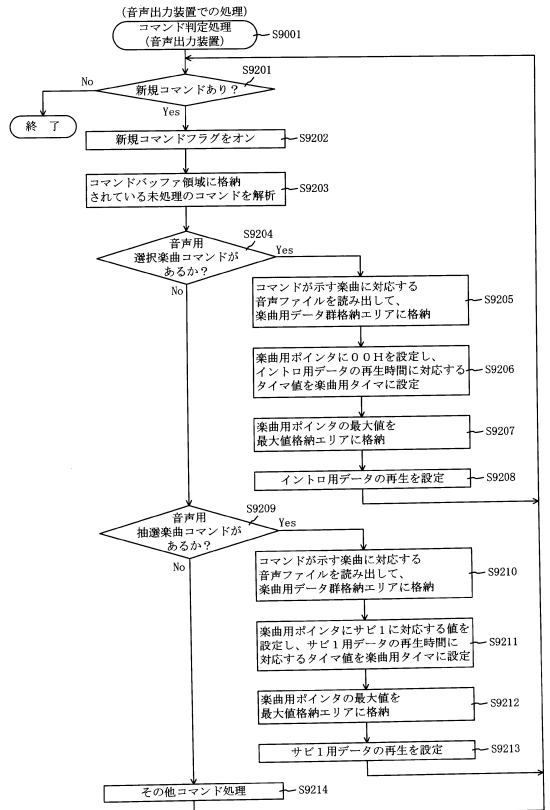 (音声出力装置での処理)
コマンド判定処理
(音声出力装置)
S9001
S9201
No
新規コマンドあり?
Yes
終 了
新規コマンドフラグをオン
S9202
コマンドバッファ領域に格納
されている未処理のコマンドを解析
S9203
S9204
音声用
選択楽曲コマンドが
あるか?
Yes
No
コマンドが示す楽曲に対応する
音声ファイルを読み出して、
楽曲用データ群格納エリアに格納
S9205
楽曲用ポインタに00Hを設定し、
イントロ用データの再生時間に対応する
タイマ値を楽曲用タイマに設定
S9206
楽曲用ポインタの最大値を
最大値格納エリアに格納
S9207
イントロ用データの再生を設定
S9208
S9209
音声用
抽選楽曲コマンドが
あるか?
Yes
No
コマンドが示す楽曲に対応する
音声ファイルを読み出して、
楽曲用データ群格納エリアに格納
S9210
楽曲用ポインタにサビ1に対応する値を
設定し、サビ1用データの再生時間に
対応するタイマ値を楽曲用タイマに設定
S9211
楽曲用ポインタの最大値を
最大値格納エリアに格納
S9212
サビ1用データの再生を設定
S9213
その他コマンド処理
S9214